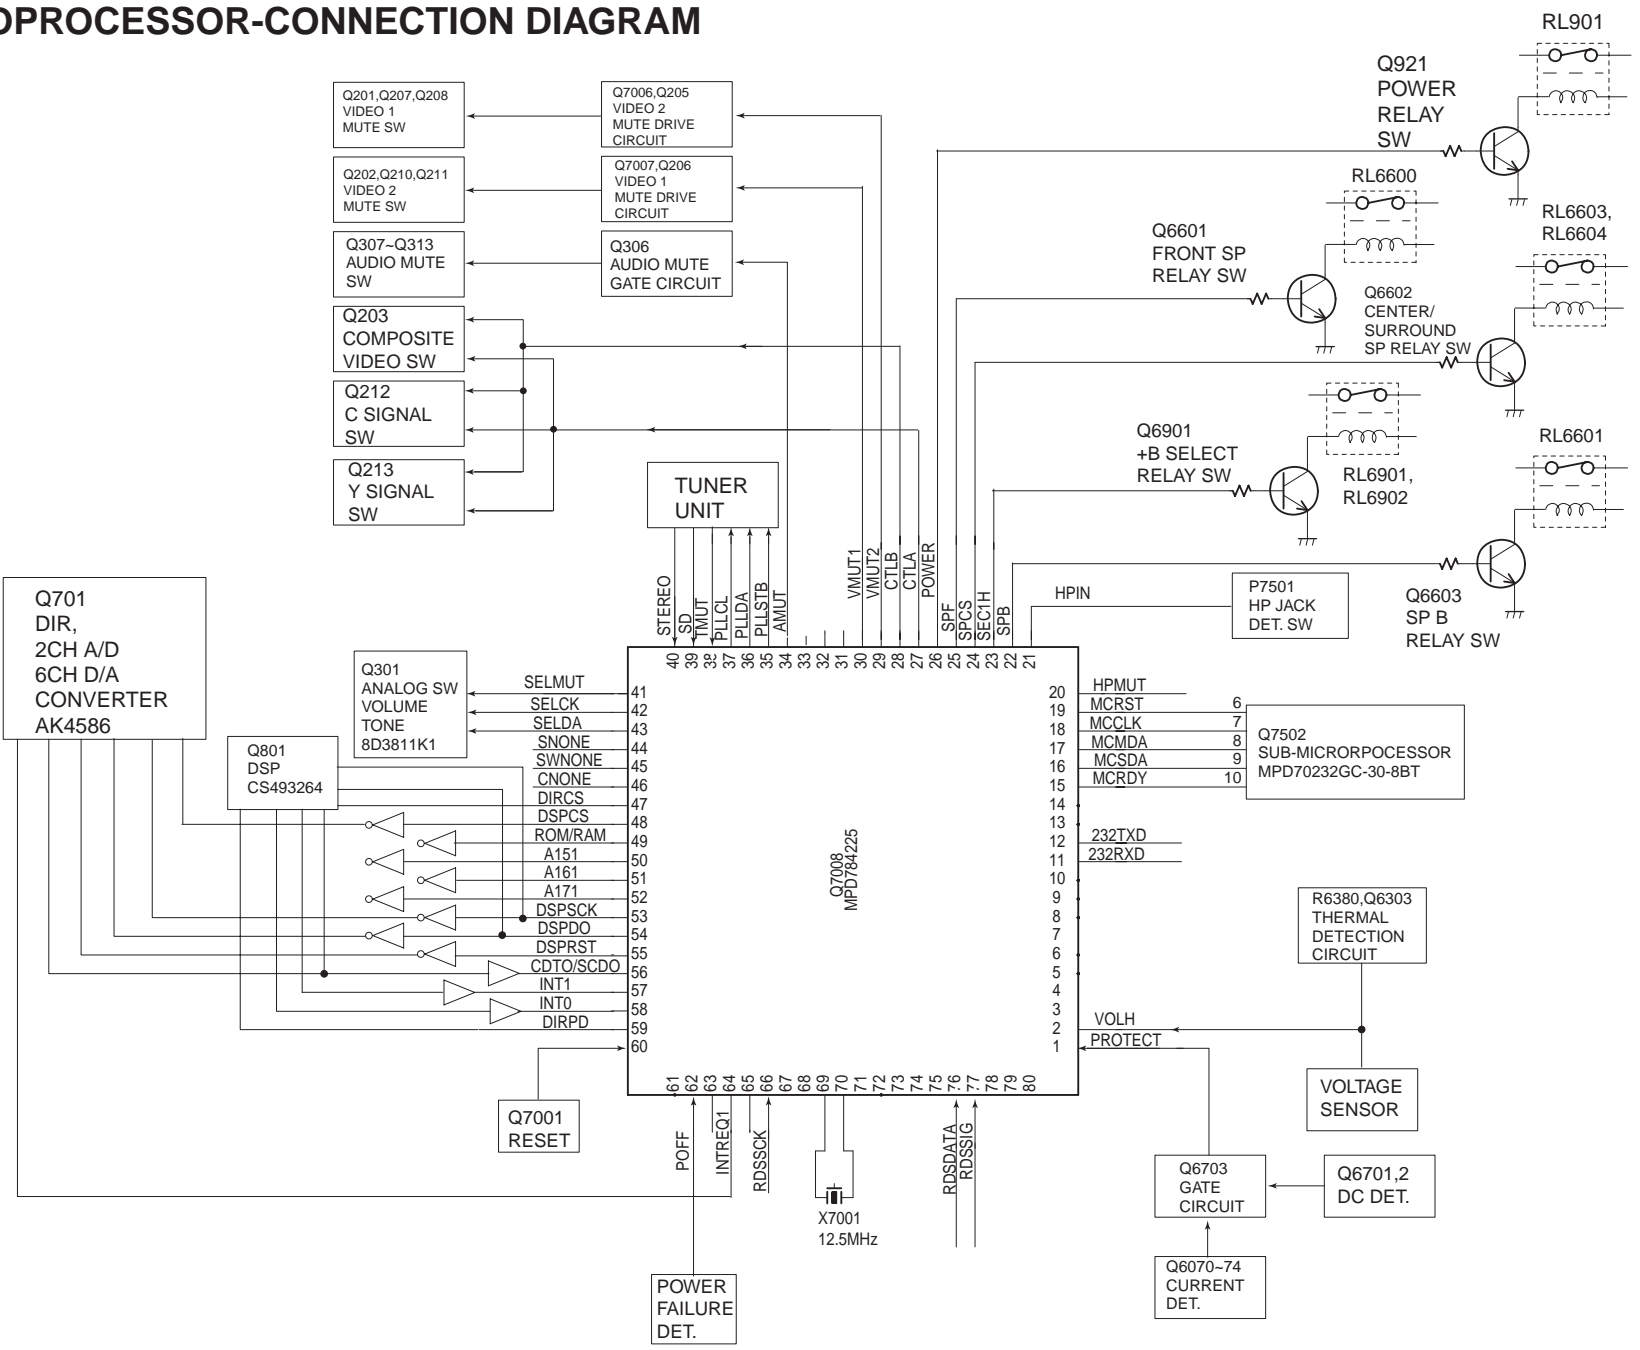 OPROCESSOR-CONNECTION DIAGRAM
RL901
Q921
POWER
RELAY
SW
Q201,Q207,Q208
VIDEO 1
MUTE SW
Q7006,Q205
VIDEO 2
MUTE DRIVE
CIRCUIT
Q202,Q210,Q211
VIDEO 2
MUTE SW
Q7007,Q206
VIDEO 1
MUTE DRIVE
CIRCUIT
Q307~Q313
AUDIO MUTE
SW
Q306
AUDIO MUTE
GATE CIRCUIT
Q203
COMPOSITE
VIDEO SW
Q212
C SIGNAL
SW
Q213
Y SIGNAL
SW
RL6600
Q6601
FRONT SP
RELAY SW
RL6603,
RL6604
Q6602
CENTER/
SURROUND
SP RELAY SW
Q6901
+B SELECT
RELAY SW
RL6901,
RL6902
RL6601
Q6603
SP B
RELAY SW
TUNER
UNIT
P7501
HP JACK
DET. SW
HPIN
STEREO
SD
TMUT
PLLCL
PLLDA
PLLSTB
AMUT
VMUT1
VMUT2
CTLB
CTLA
POWER
SPF
SPCS
SEC1H
SPB
40
39
38
37
36
35
34
33
32
31
30
29
28
27
26
25
24
23
22
21
Q701
DIR,
2CH A/D
6CH D/A
CONVERTER
AK4586
Q301
ANALOG SW
VOLUME
TONE
8D3811K1
Q801
DSP
CS493264
SELMUT 41
SELCK 42
SELDA 43
SNONE 44
SWNONE 45
CNONE 46
DIRCS 47
DSPCS 48
ROM/RAM 49
A151 50
A161 51
A171 52
DSPSCK 53
DSPDO 54
DSPRST 55
CDTO/SCDO 56
INT1 57
INT0 58
DIRPD 59
60
Q7008
MPD784225
20 HPMUT
19 MCRST 6
18 MCCLK 7
17 MCMDA 8
16 MCSDA 9
15 MCRDY 10
14
13
12 232TXD
11 232RXD
10
9
8
7
6
5
4
3
2 VOLH
1 PROTECT
Q7502
SUB-MICRORPOCESSOR
MPD70232GC-30-8BT
R6380,Q6303
THERMAL
DETECTION
CIRCUIT
VOLTAGE
SENSOR
61
62
63
64
65
66
67
68
69
70
71
72
73
74
75
76
77
78
79
80
Q7001
RESET
POFF
INTREQ1
RDSSCK
RDSDATA
RDSSIG
X7001
12.5MHz
Q6703
GATE
CIRCUIT
Q6701,2
DC DET.
Q6070~74
CURRENT
DET.
POWER
FAILURE
DET.